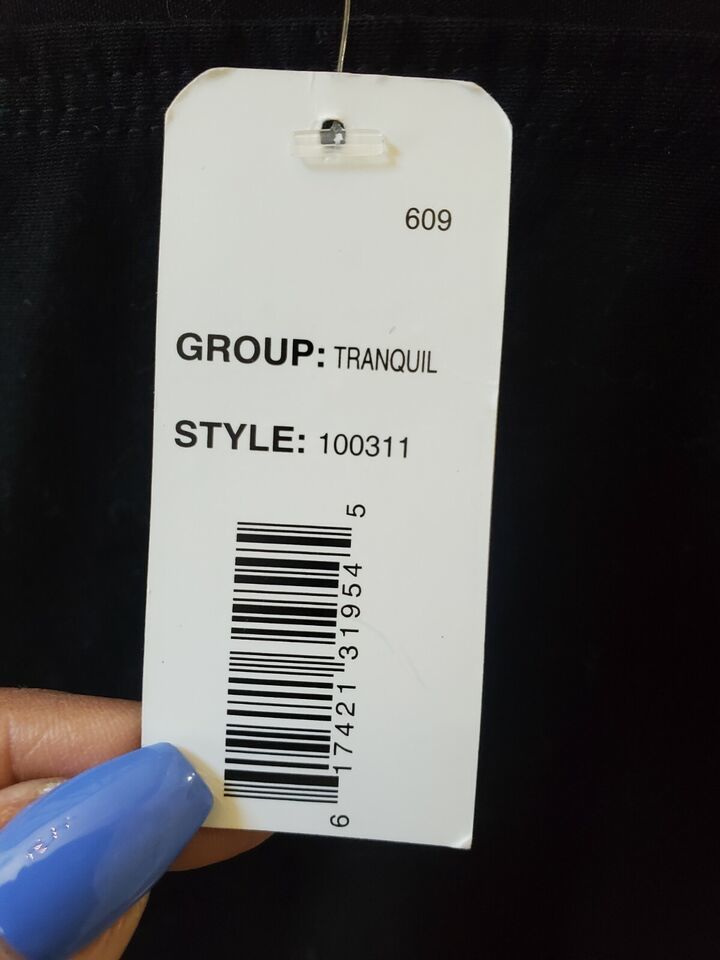 609
GROUP: TRANQUIL
STYLE: 100311
6 17421 31954 5